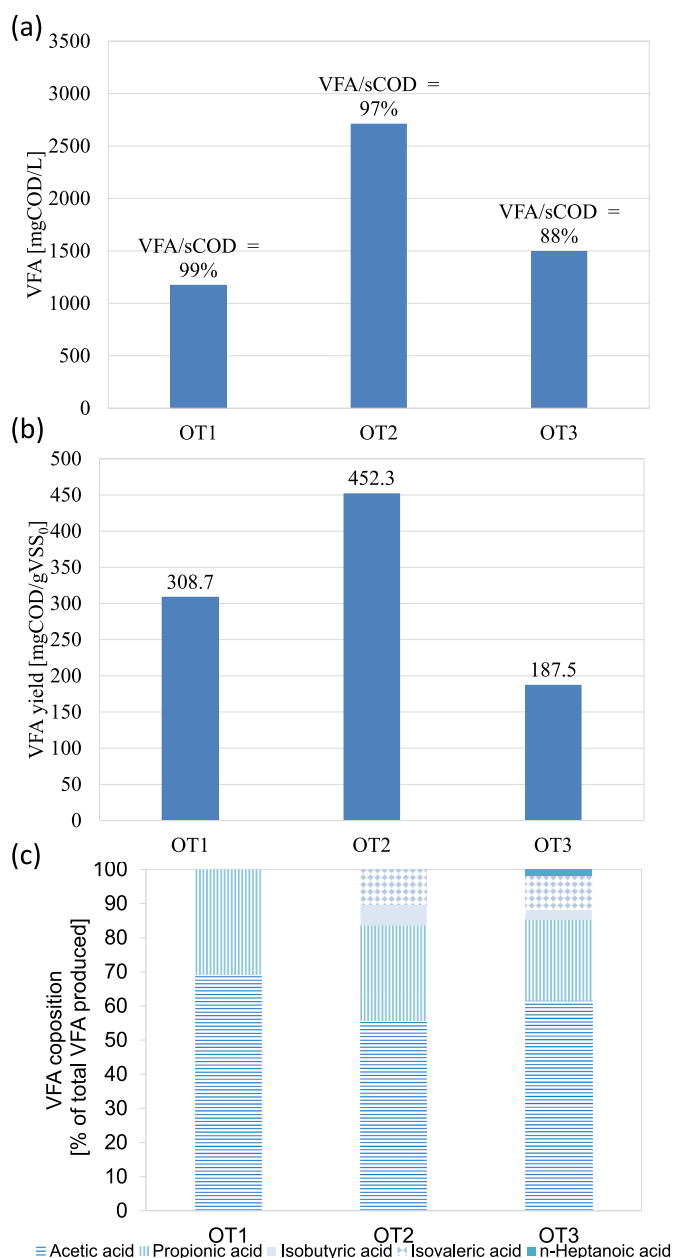 (a)
3500
3000
2500
2000
1500
1000
500
0
VFA [mgCOD/L]
VFA/sCOD =
99%
VFA/sCOD =
97%
VFA/sCOD =
88%
OT1 OT2 OT3
(b)
500
450
400
350
300
250
200
150
100
50
0
VFA yield [mgCOD/gVSS₀]
308.7
452.3
187.5
OT1 OT2 OT3
(c)
100
90
80
70
60
50
40
30
20
10
0
VFA coposition
[% of total VFA produced]
OT1 OT2 OT3
Acetic acid Propionic acid Isobutyric acid Isovaleric acid n-Heptanoic acid